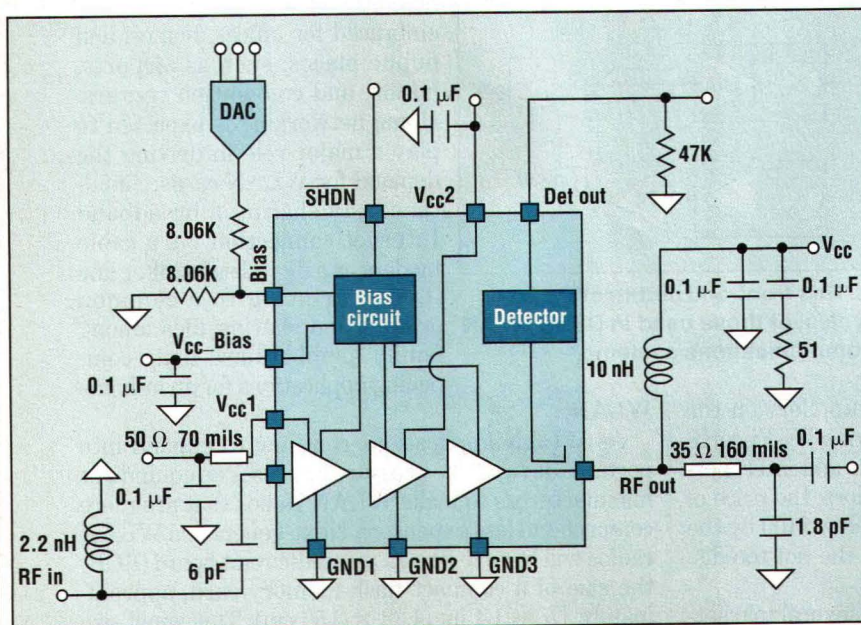 DAC
0.1 µF
47K
SHDN
Vcc2
Det out
8.06K
8.06K
Bias
Bias circuit
Detector
Vcc
0.1 µF
0.1 µF
Vcc_Bias
0.1 µF
10 nH
51
Vcc1
50 Ω 70 mils
35 Ω 160 mils
0.1 µF
RF out
0.1 µF
2.2 nH
6 pF
1.8 pF
RF in
GND1
GND2
GND3